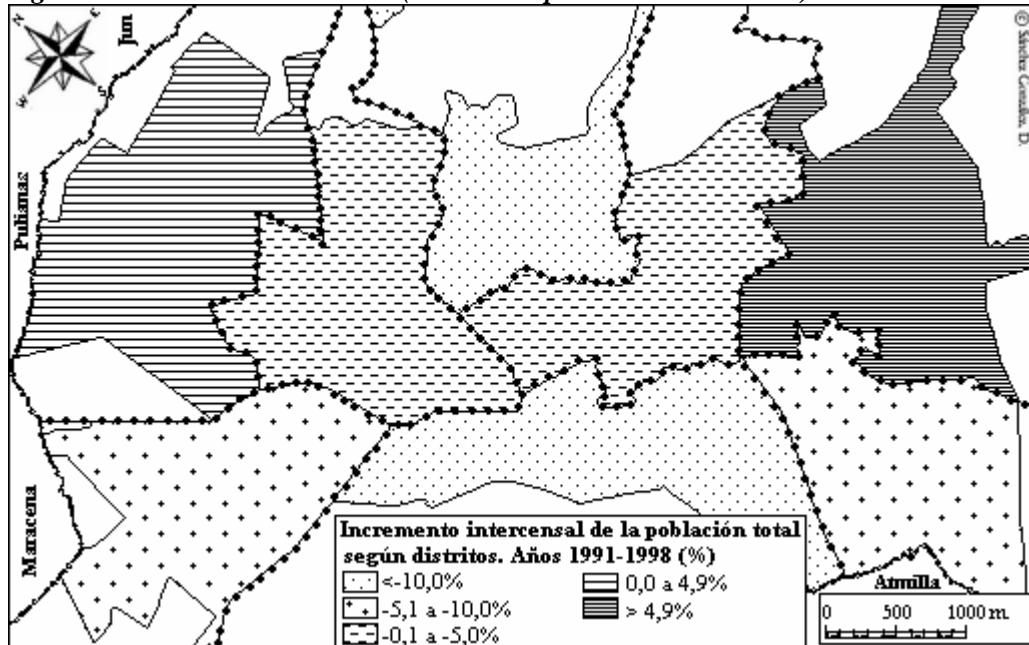 N
E
S
W
Jun
Pulianas
Maracena
© Sánchez González, D.
Incremento intercensal de la población total
según distritos. Años 1991-1998 (%)
<-10,0%
-5,1 a -10,0%
-0,1 a -5,0%
0,0 a 4,9%
> 4,9%
Atmilla
0 500 1000 m.